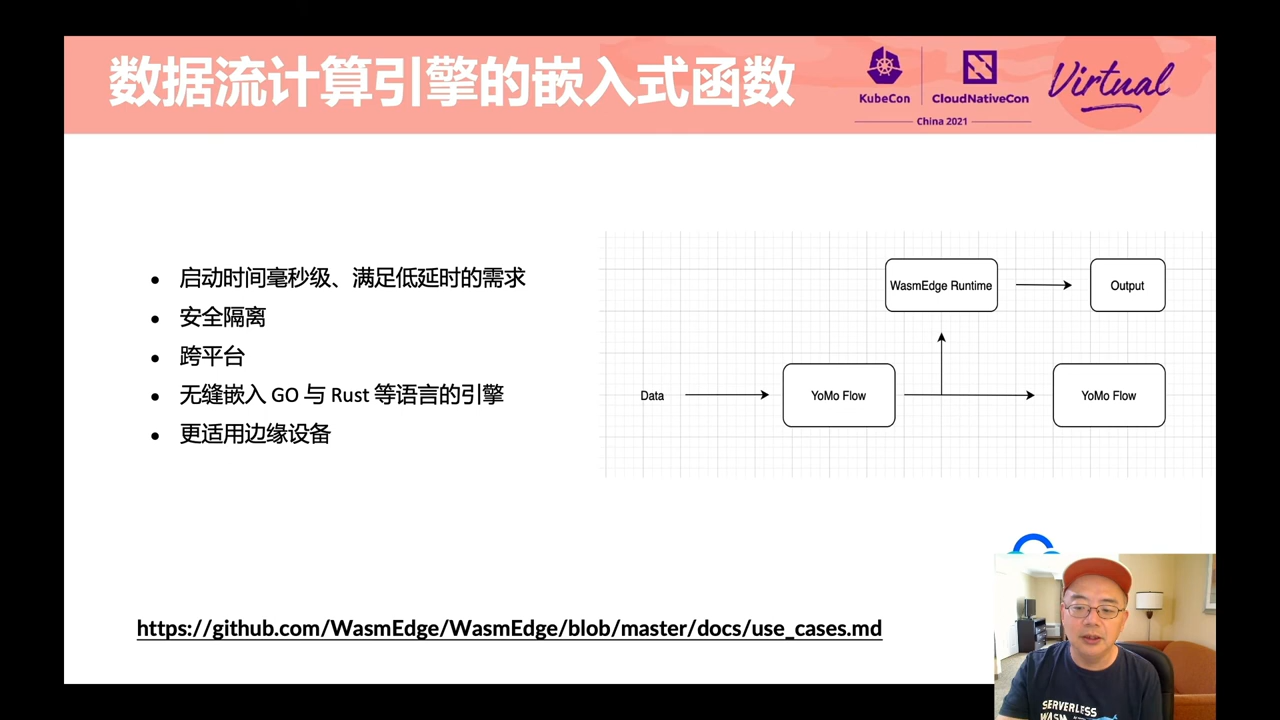 数据流计算引擎的嵌入式函数
KubeCon
CloudNativeCon
China 2021
Virtual
启动时间毫秒级、满足低延时的需求
安全隔离
跨平台
无缝嵌入 GO 与 Rust 等语言的引擎
更适用边缘设备
WasmEdge Runtime
Output
Data
YoMo Flow
YoMo Flow
https://github.com/WasmEdge/WasmEdge/blob/master/docs/use_cases.md
SERVERLESS
WASM